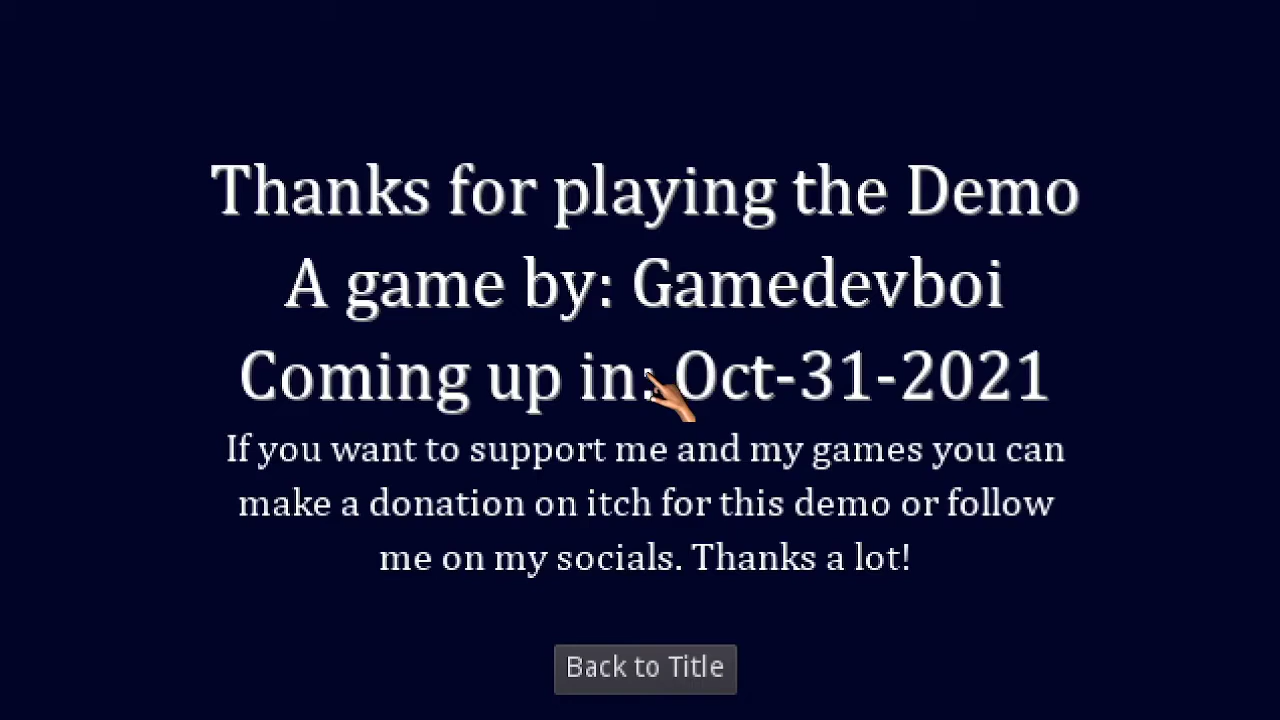 Thanks for playing the Demo
A game by: Gamedevboi
Coming up in: Oct-31-2021
If you want to support me and my games you can
make a donation on itch for this demo or follow
me on my socials. Thanks a lot!
Back to Title